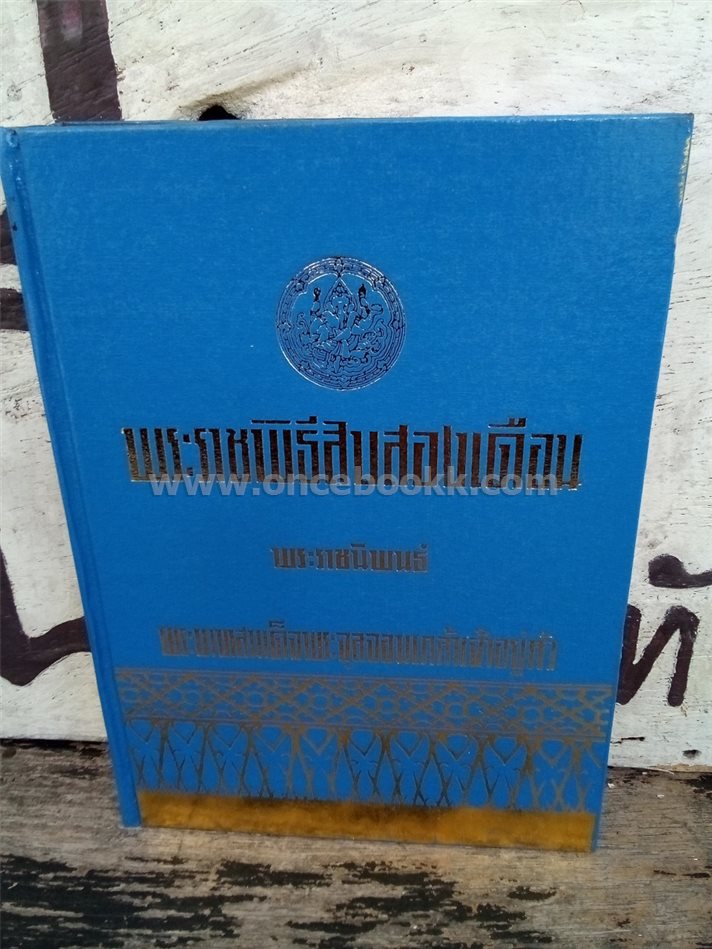 พระราชพิธีสิบสองเดือน
www.oncebookk.com
พระราชนิพนธ์
พระบาทสมเด็จพระจุลจอมเกล้าเจ้าอยู่หัว